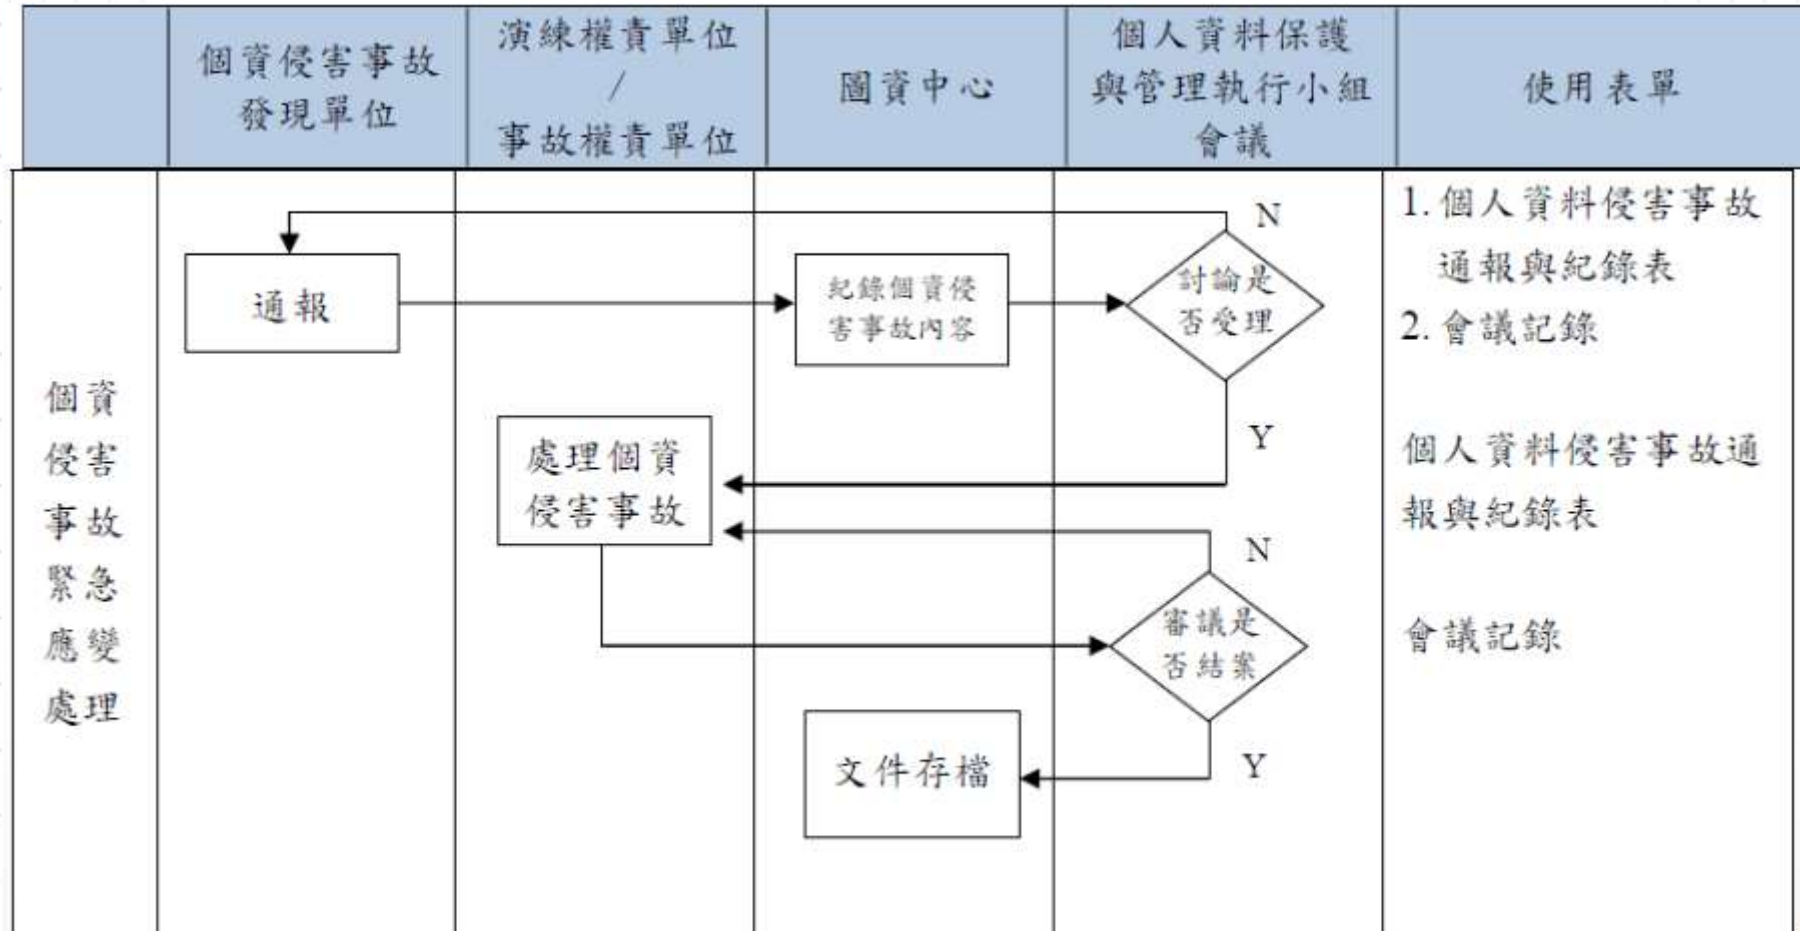 個資侵害事故
發現單位
演練權責單位
/
事故權責單位
圖資中心
個人資料保護
與管理執行小組
會議
使用表單
個資
侵害
事故
緊急
應變
處理
通報
紀錄個資侵
害事故內容
N
討論是
否受理
Y
處理個資
侵害事故
N
審議是
否結案
Y
文件存檔
1. 個人資料侵害事故
通報與紀錄表
2. 會議記錄
個人資料侵害事故通
報與紀錄表
會議記錄